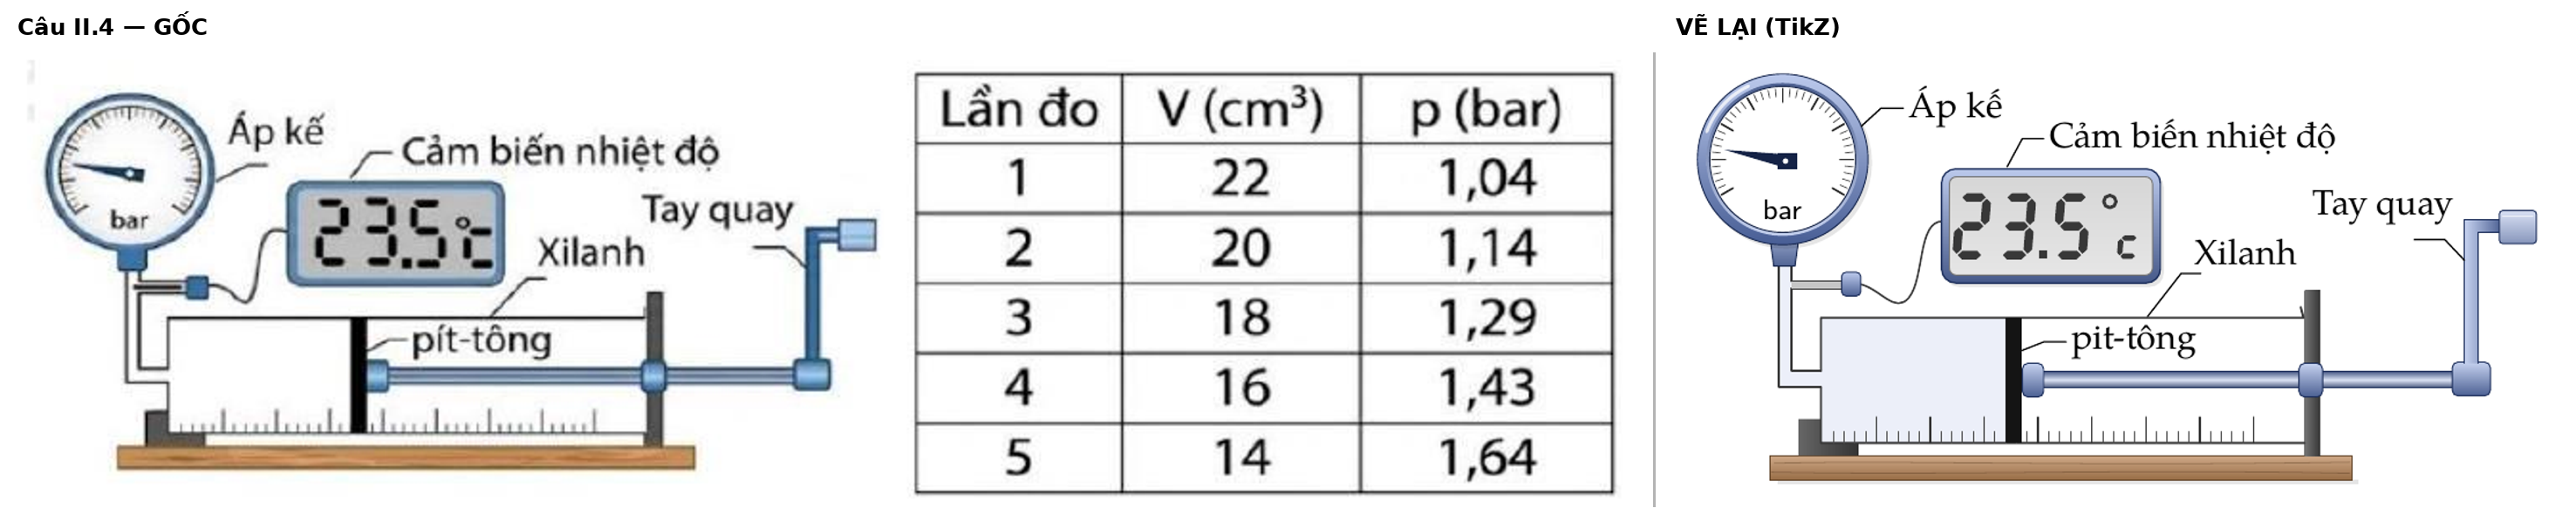 Câu II.4 — GỐC
VẼ LẠI (TikZ)
Áp kế
Cảm biến nhiệt độ
Tay quay
23.5°c
bar
Xilanh
pít-tông
Lần đo V (cm³) p (bar)
1 22 1,04
2 20 1,14
3 18 1,29
4 16 1,43
5 14 1,64
Áp kế
Cảm biến nhiệt độ
Tay quay
23.5°c
bar
Xilanh
pit-tông